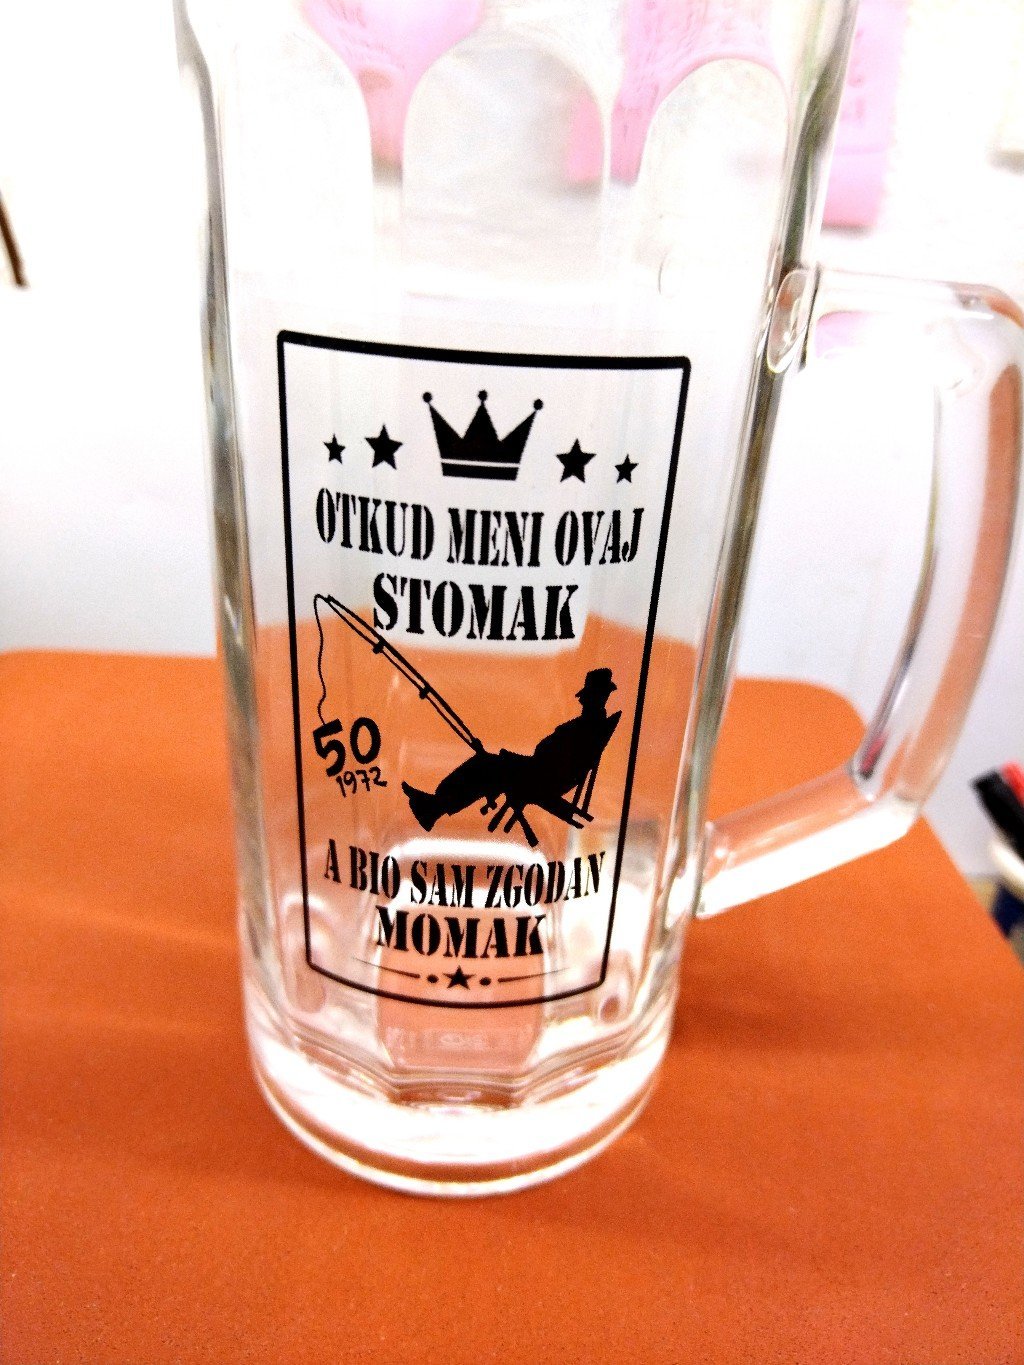 OTKUD MENI OVAJ
STOMAK
50
1972
A BIO SAM ZGODAN
MOMAK